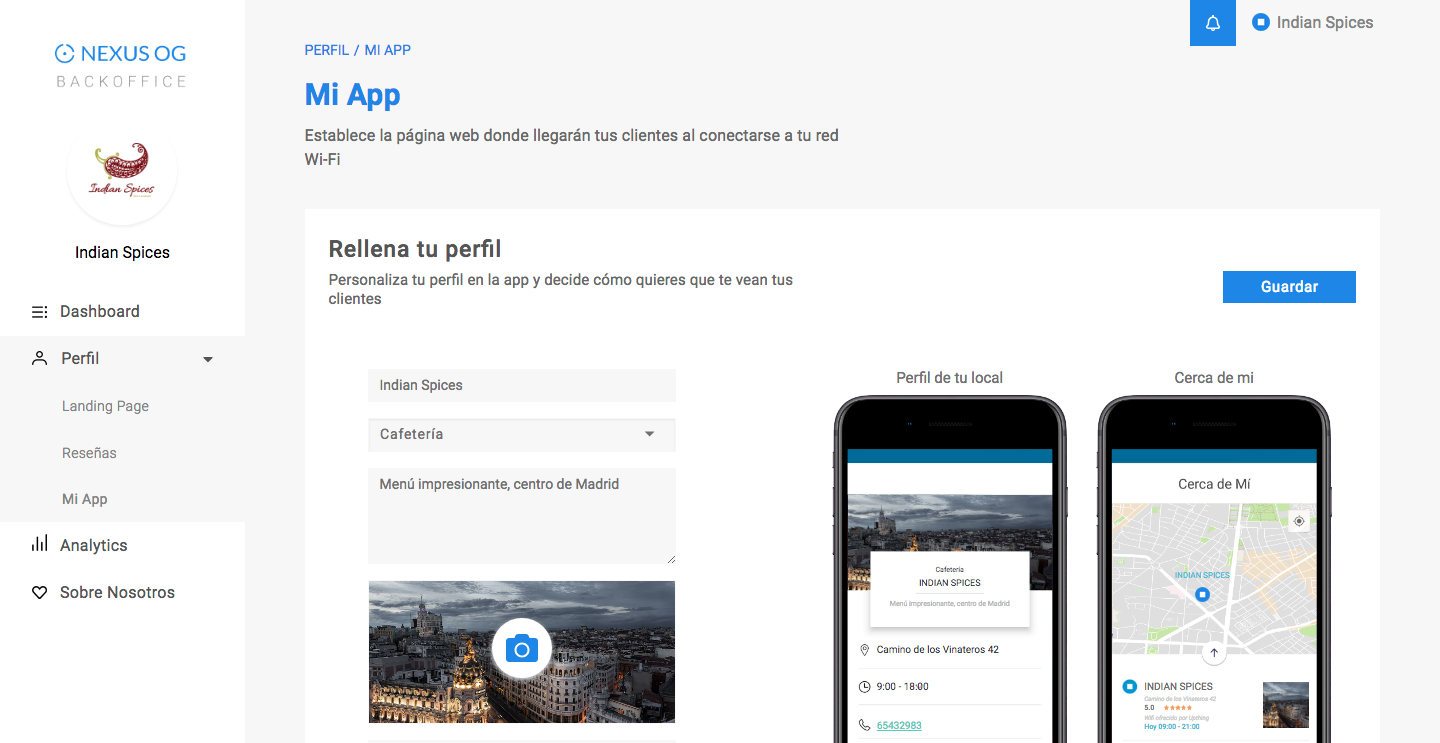 NEXUS OG
BACKOFFICE
Indian Spices
Indian Spices
Dashboard
Perfil
Landing Page
Reseñas
Mi App
Analytics
Sobre Nosotros
Indian Spices
PERFIL / MI APP
Mi App
Establece la página web donde llegarán tus clientes al conectarse a tu red
Wi-Fi
Rellena tu perfil
Personaliza tu perfil en la app y decide cómo quieres que te vean tus
clientes
Guardar
Indian Spices
Cafetería
Menú impresionante, centro de Madrid
Perfil de tu local
Cafetería
INDIAN SPICES
Menú impresionante, centro de Madrid
Camino de los Vinateros 42
9:00 - 18:00
65432983
Cerca de mi
Cerca de Mí
INDIAN SPICES
INDIAN SPICES
Camino de los Vinateros 42
5.0
Wifi ofrecido por Upthing
Hoy 09:00 - 21:00